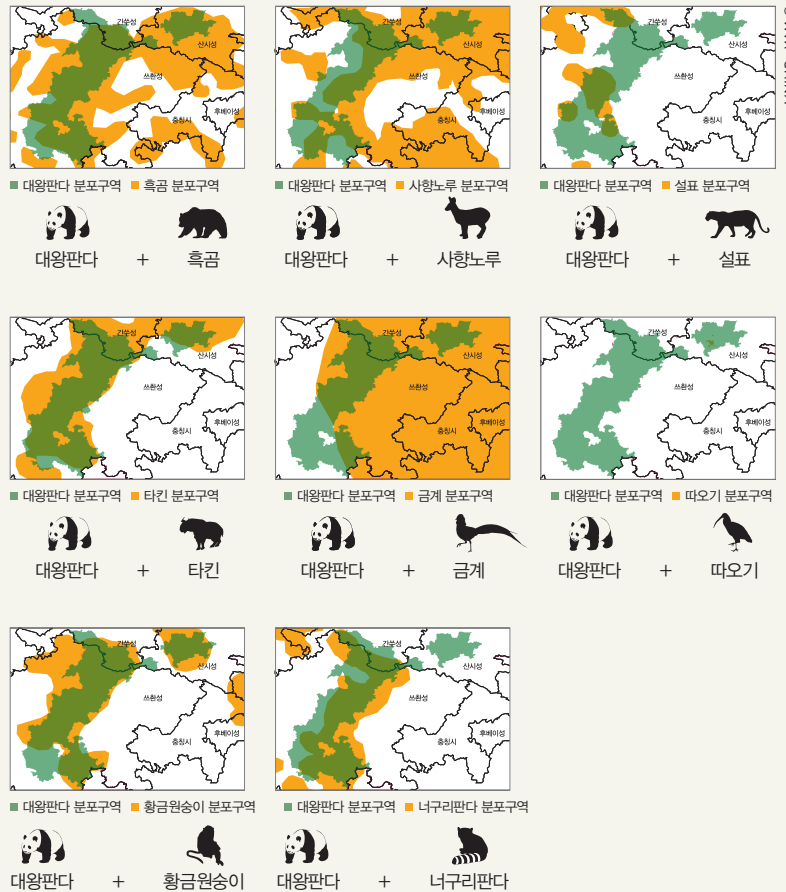 간쑤성
산시성
쓰촨성
후베이성
충칭시
간쑤성
산시성
쓰촨성
후베이성
충칭시
간쑤성
산시성
쓰촨성
후베이성
충칭시
대왕판다 분포구역 흑곰 분포구역
대왕판다 분포구역 사향노루 분포구역
대왕판다 분포구역 설표 분포구역
대왕판다 + 흑곰
대왕판다 + 사향노루
대왕판다 + 설표
간쑤성
산시성
쓰촨성
후베이성
충칭시
간쑤성
산시성
쓰촨성
후베이성
충칭시
산시성
쓰촨성
후베이성
충칭시
대왕판다 분포구역 타킨 분포구역
대왕판다 분포구역 금계 분포구역
대왕판다 분포구역 따오기 분포구역
대왕판다 + 타킨
대왕판다 + 금계
대왕판다 + 따오기
간쑤성
산시성
쓰촨성
후베이성
충칭시
간쑤성
산시성
쓰촨성
후베이성
충칭시
대왕판다 분포구역 황금원숭이 분포구역
대왕판다 분포구역 너구리판다 분포구역
대왕판다 + 황금원숭이
대왕판다 + 너구리판다